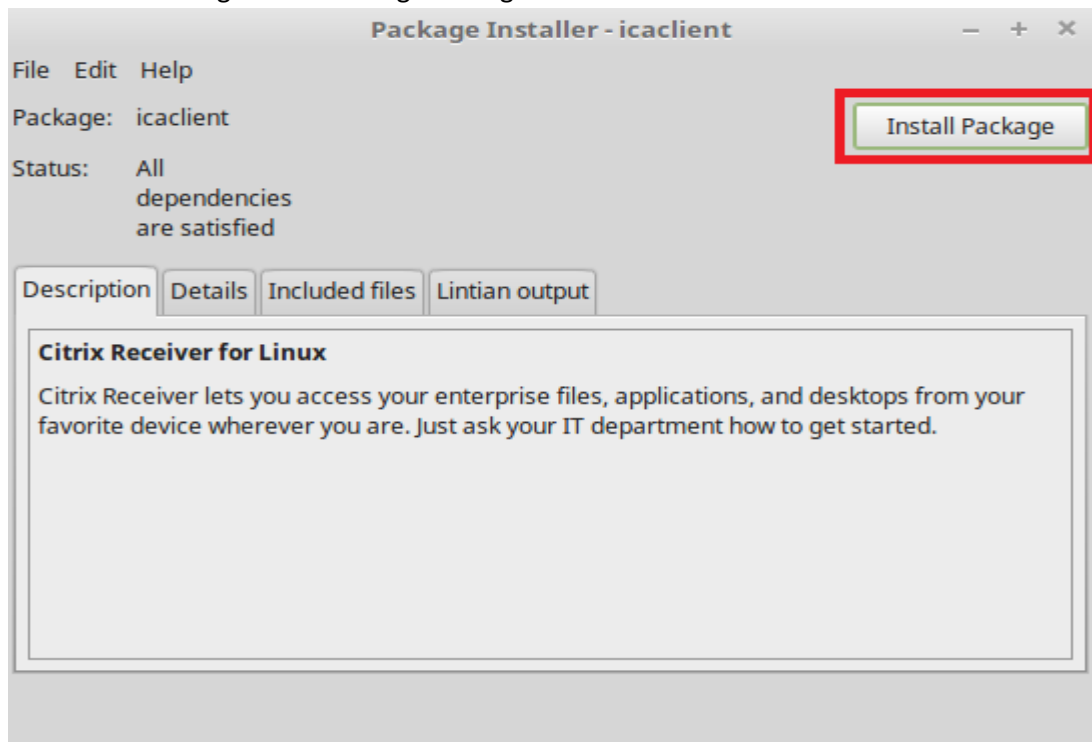 Package Installer - icaclient
File Edit Help
Package: icaclient
Install Package
Status: All
dependencies
are satisfied
Description Details Included files Lintian output
Citrix Receiver for Linux
Citrix Receiver lets you access your enterprise files, applications, and desktops from your
favorite device wherever you are. Just ask your IT department how to get started.